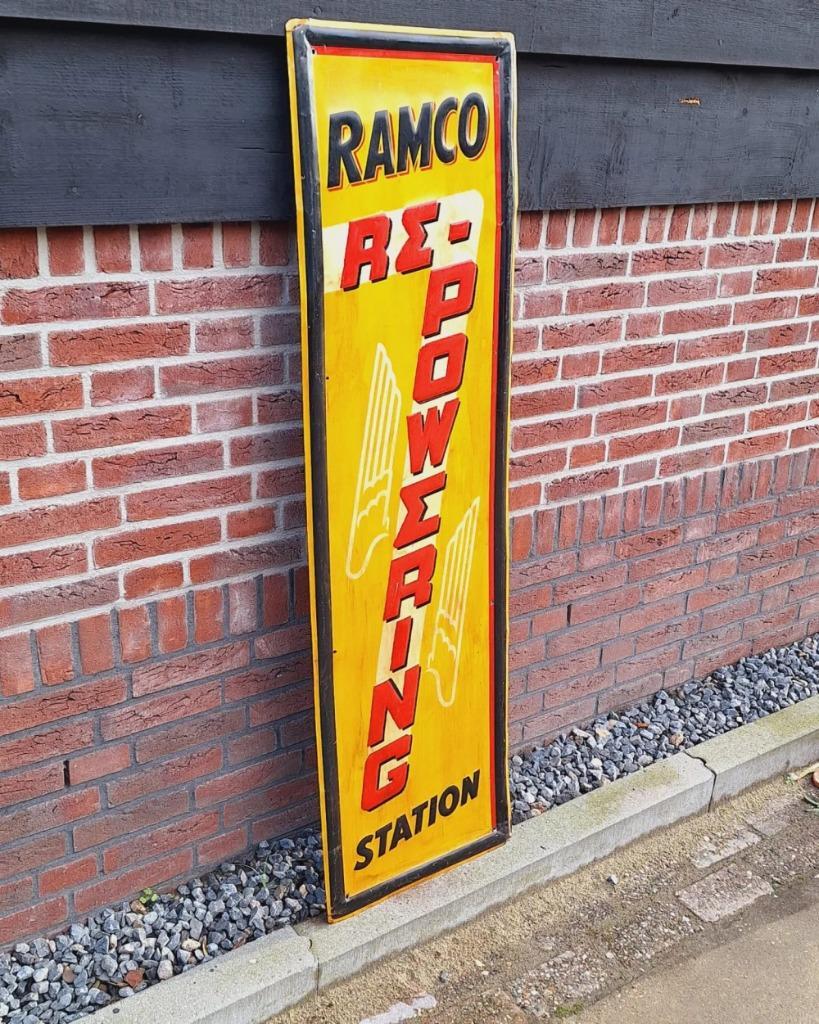 RAMCO
RE-
POWERING
STATION